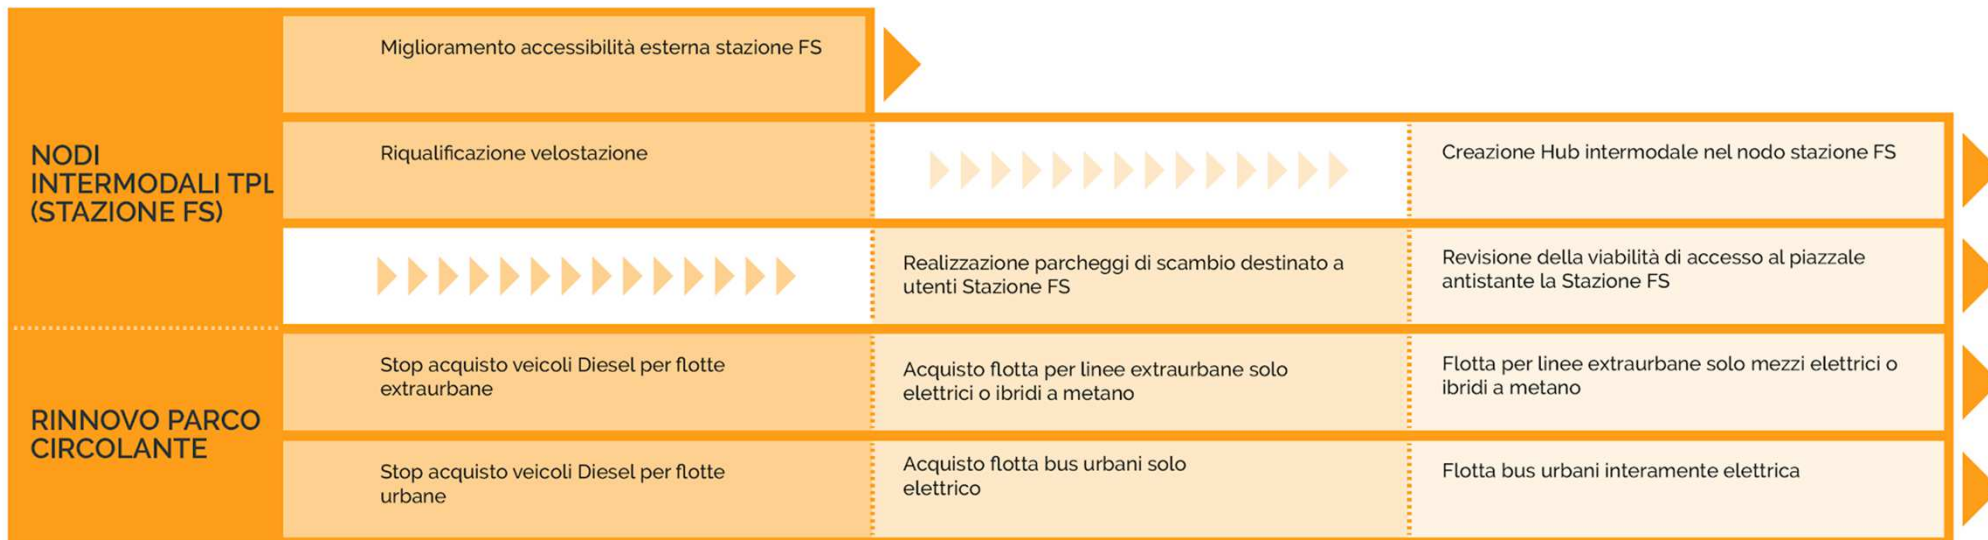 NODI
INTERMODALI TPL
(STAZIONE FS)
Miglioramento accessibilità esterna stazione FS
Riqualificazione velostazione
Creazione Hub intermodale nel nodo stazione FS
Realizzazione parcheggi di scambio destinato a
utenti Stazione FS
Revisione della viabilità di accesso al piazzale
antistante la Stazione FS
RINNOVO PARCO
CIRCOLANTE
Stop acquisto veicoli Diesel per flotte
extraurbane
Acquisto flotta per linee extraurbane solo
elettrici o ibridi a metano
Flotta per linee extraurbane solo mezzi elettrici o
ibridi a metano
Stop acquisto veicoli Diesel per flotte
urbane
Acquisto flotta bus urbani solo
elettrico
Flotta bus urbani interamente elettrica